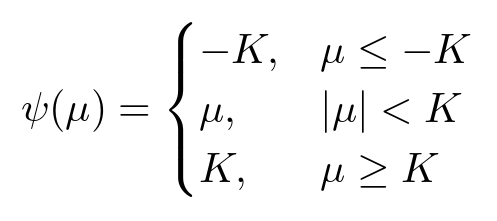 ψ(μ) = { −K, μ ≤ −K
μ, |μ| < K
K, μ ≥ K